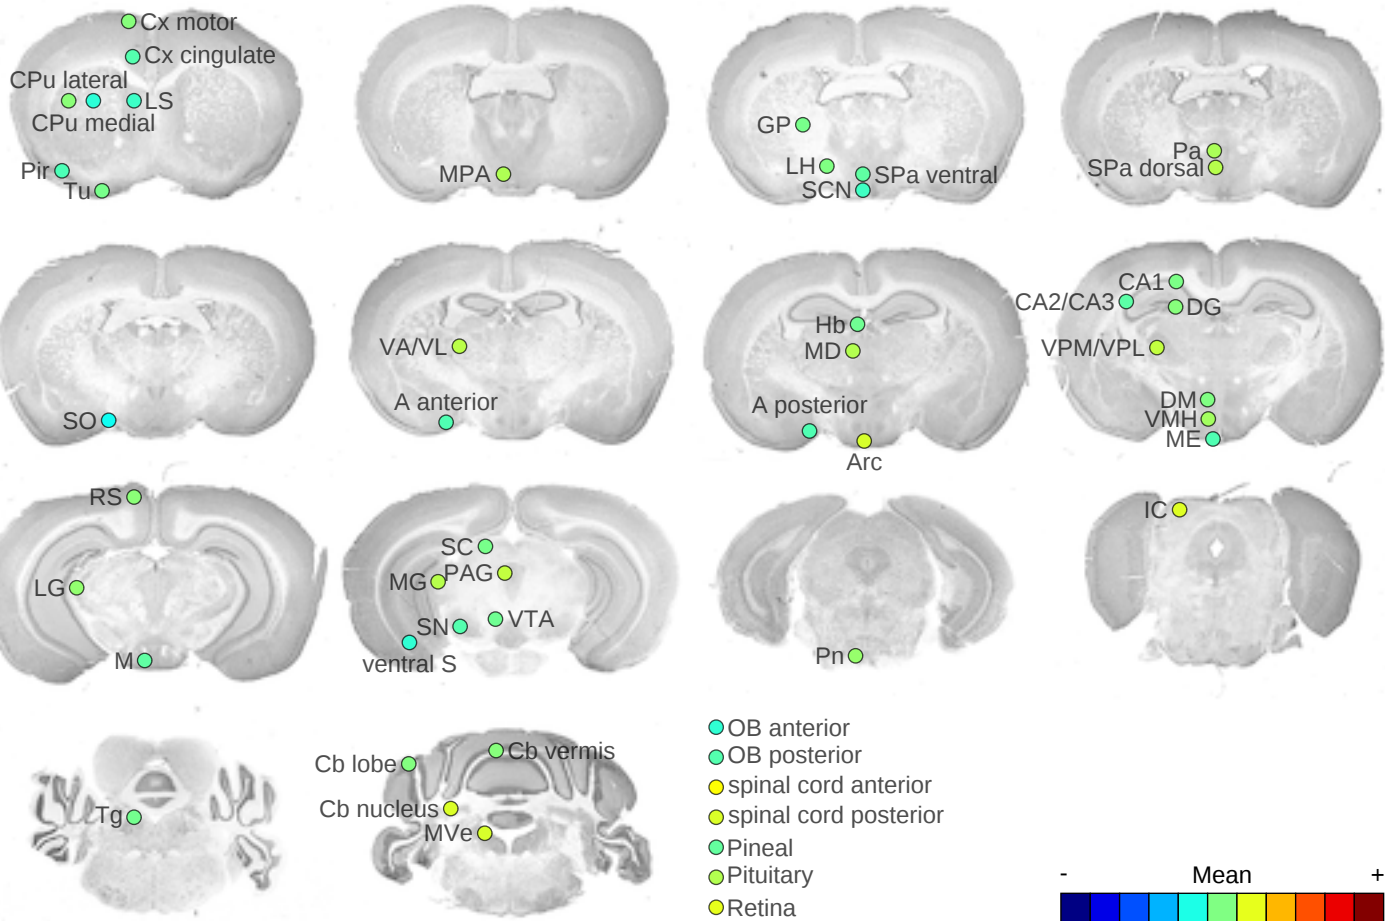 Cx motor
Cx cingulate
CPu lateral
LS
CPu medial
Pir
Tu
MPA
GP
LH
SPa ventral
SCN
Pa
SPa dorsal
SO
VA/VL
A anterior
Hb
MD
A posterior
Arc
CA1
CA2/CA3
DG
VPM/VPL
DM
VMH
ME
RS
LG
M
SC
MG
PAG
SN
VTA
ventral S
Pn
IC
Tg
Cb lobe
Cb vermis
Cb nucleus
MVe
OB anterior
OB posterior
spinal cord anterior
spinal cord posterior
Pineal
Pituitary
Retina
- Mean +